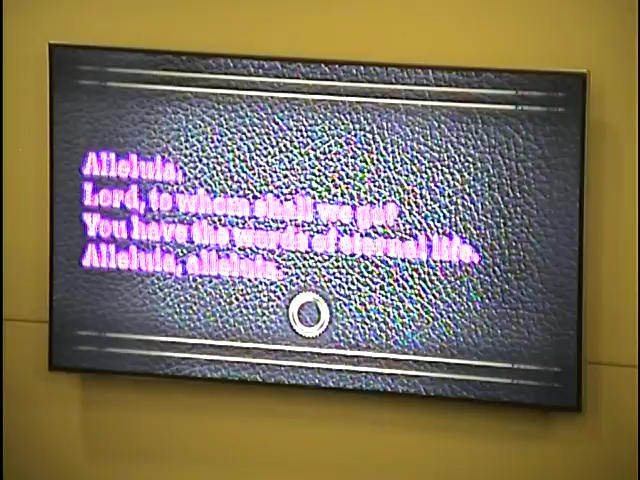 Alleluia,
Lord, to whom shall we go?
You have the words of eternal life.
Alleluia, alleluia.